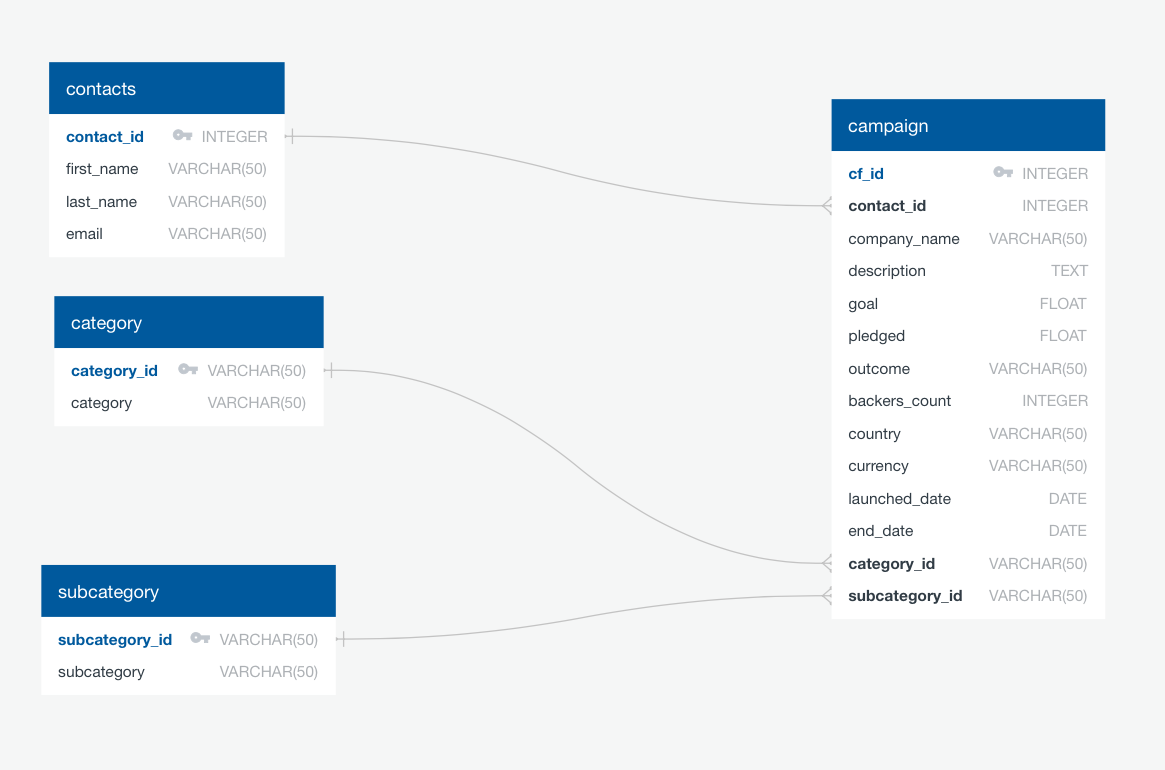 contacts
contact_id INTEGER
first_name VARCHAR(50)
last_name VARCHAR(50)
email VARCHAR(50)
category
category_id VARCHAR(50)
category VARCHAR(50)
subcategory
subcategory_id VARCHAR(50)
subcategory VARCHAR(50)
campaign
cf_id INTEGER
contact_id INTEGER
company_name VARCHAR(50)
description TEXT
goal FLOAT
pledged FLOAT
outcome VARCHAR(50)
backers_count INTEGER
country VARCHAR(50)
currency VARCHAR(50)
launched_date DATE
end_date DATE
category_id VARCHAR(50)
subcategory_id VARCHAR(50)